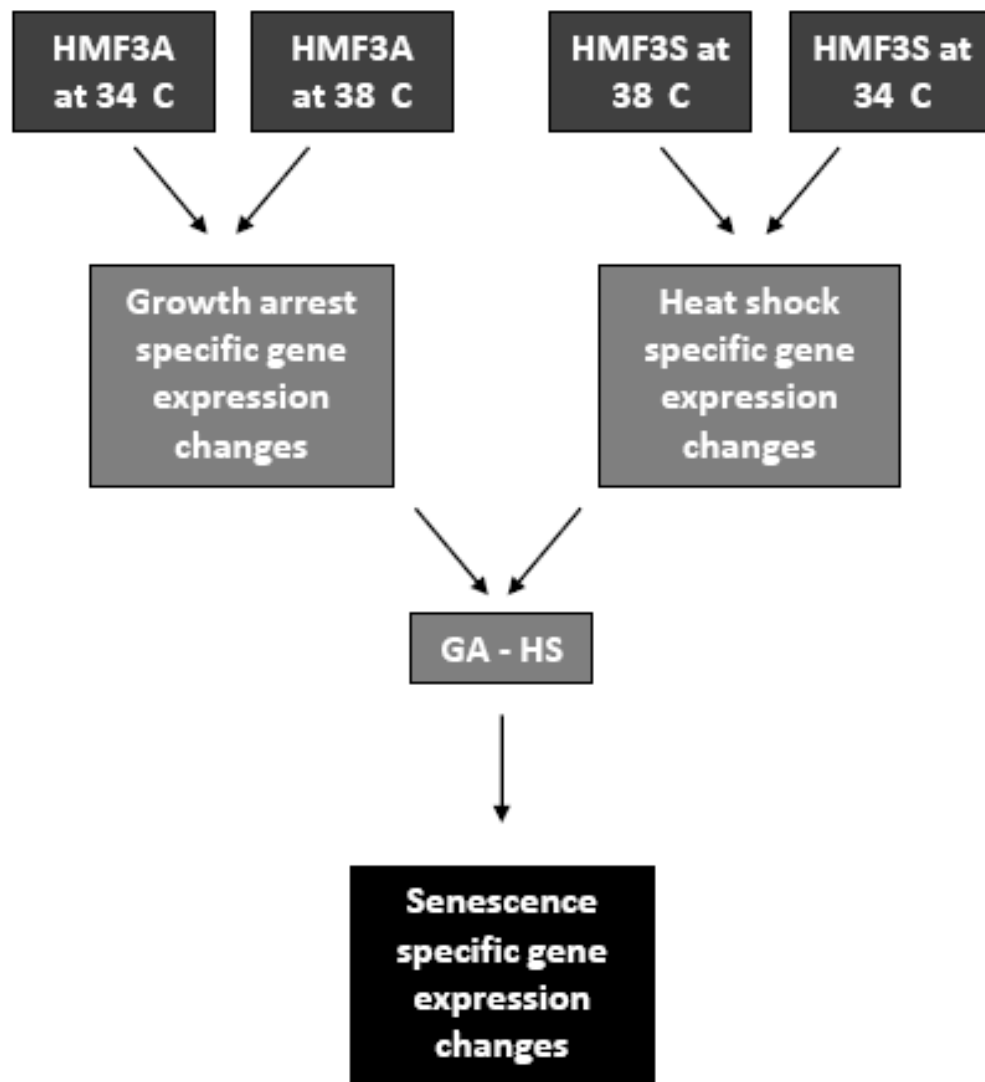 HMF3A
at 34 C
HMF3A
at 38 C
HMF3S at
38 C
HMF3S at
34 C
Growth arrest
specific gene
expression
changes
Heat shock
specific gene
expression
changes
GA - HS
Senescence
specific gene
expression
changes